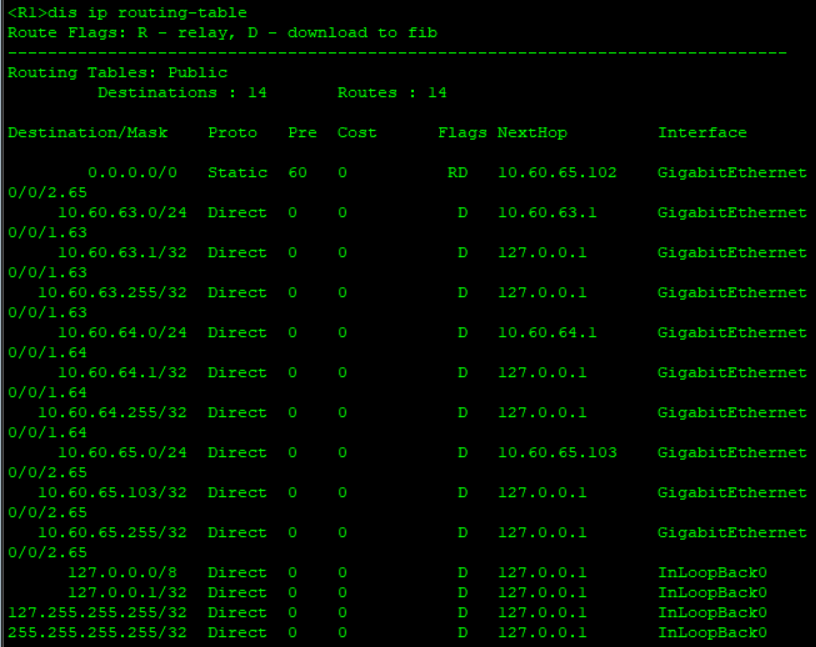 <R1>dis ip routing-table
Route Flags: R - relay, D - download to fib
------------------------------------------------------------------------------
Routing Tables: Public
         Destinations : 14       Routes : 14

Destination/Mask    Proto   Pre  Cost      Flags NextHop         Interface

        0.0.0.0/0   Static  60   0          RD   10.60.65.102    GigabitEthernet
0/0/2.65
     10.60.63.0/24  Direct  0    0           D   10.60.63.1      GigabitEthernet
0/0/1.63
     10.60.63.1/32  Direct  0    0           D   127.0.0.1       GigabitEthernet
0/0/1.63
   10.60.63.255/32  Direct  0    0           D   127.0.0.1       GigabitEthernet
0/0/1.63
     10.60.64.0/24  Direct  0    0           D   10.60.64.1      GigabitEthernet
0/0/1.64
     10.60.64.1/32  Direct  0    0           D   127.0.0.1       GigabitEthernet
0/0/1.64
   10.60.64.255/32  Direct  0    0           D   127.0.0.1       GigabitEthernet
0/0/1.64
     10.60.65.0/24  Direct  0    0           D   10.60.65.103    GigabitEthernet
0/0/2.65
   10.60.65.103/32  Direct  0    0           D   127.0.0.1       GigabitEthernet
0/0/2.65
   10.60.65.255/32  Direct  0    0           D   127.0.0.1       GigabitEthernet
0/0/2.65
      127.0.0.0/8   Direct  0    0           D   127.0.0.1       InLoopBack0
      127.0.0.1/32  Direct  0    0           D   127.0.0.1       InLoopBack0
127.255.255.255/32  Direct  0    0           D   127.0.0.1       InLoopBack0
255.255.255.255/32  Direct  0    0           D   127.0.0.1       InLoopBack0